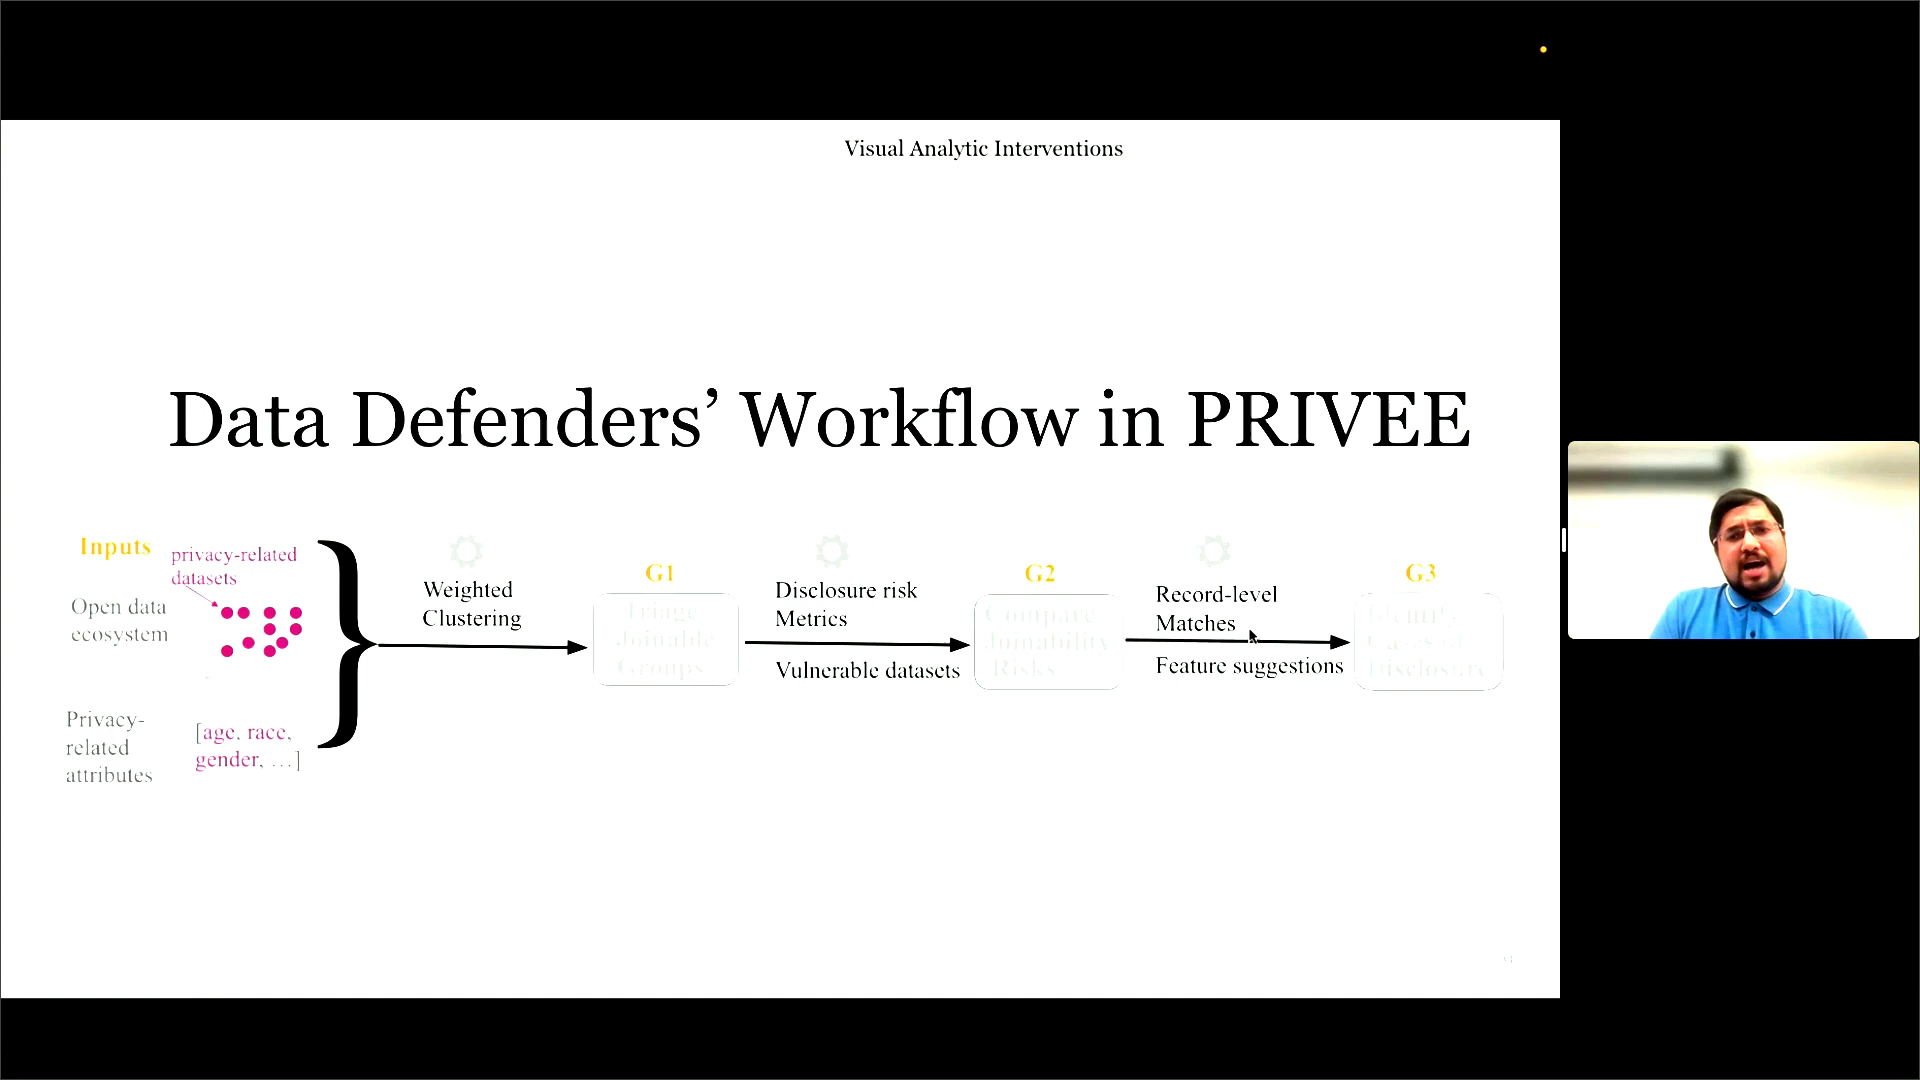 Visual Analytic Interventions
Data Defenders’ Workflow in PRIVEE
Inputs
privacy-related
datasets
Open data
ecosystem
Privacy-
related
attributes
[age, race,
gender, …]
Weighted
Clustering
G1
Triage
Joinable
Groups
Disclosure risk
Metrics
Vulnerable datasets
G2
Compare
Joinability
Risks
Record-level
Matches
Feature suggestions
G3
Identify
Cases of
Disclosure